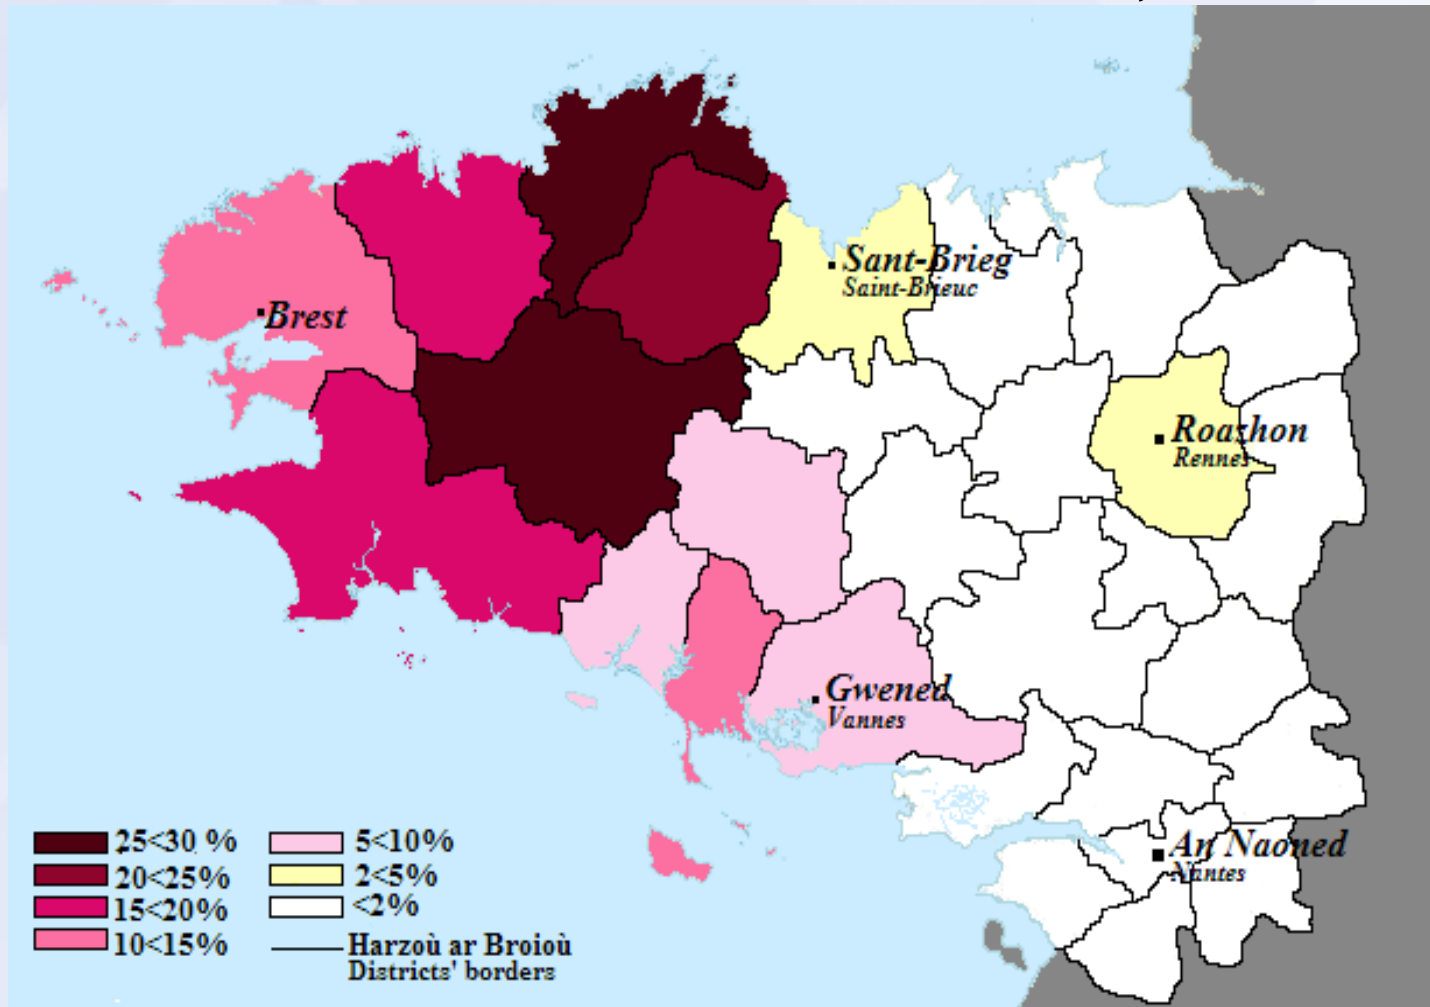 Sant-Brieg
Saint-Brieuc
Brest
Roazhon
Rennes
Gwened
Vannes
An Naoned
Nantes
25<30 %
20<25%
15<20%
10<15%
5<10%
2<5%
<2%
Harzoù ar Broioù
Districts' borders